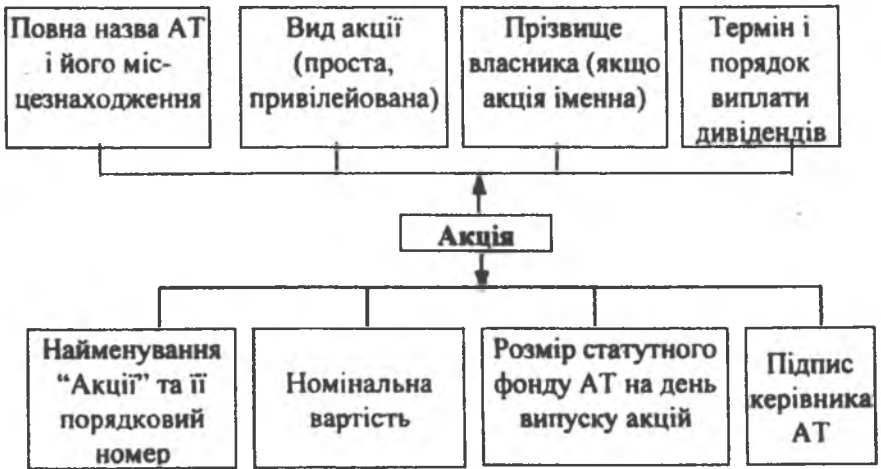 Повна назва АТ
і його міс-
цезнаходження
Вид акції
(проста,
привілейована)
Прізвище
власника (якщо
акція іменна)
Термін і
порядок
виплати
дивідендів
Акція
Найменування
“Акції” та її
порядковий
номер
Номінальна
вартість
Розмір статутного
фонду АТ на день
випуску акцій
Підпис
керівника
АТ